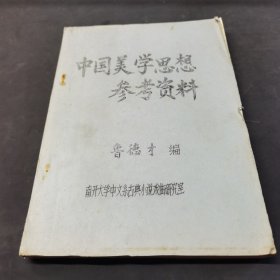 中国美学思想
参考资料
鲁德才 编
南开大学中文系古典小说戏曲研究室